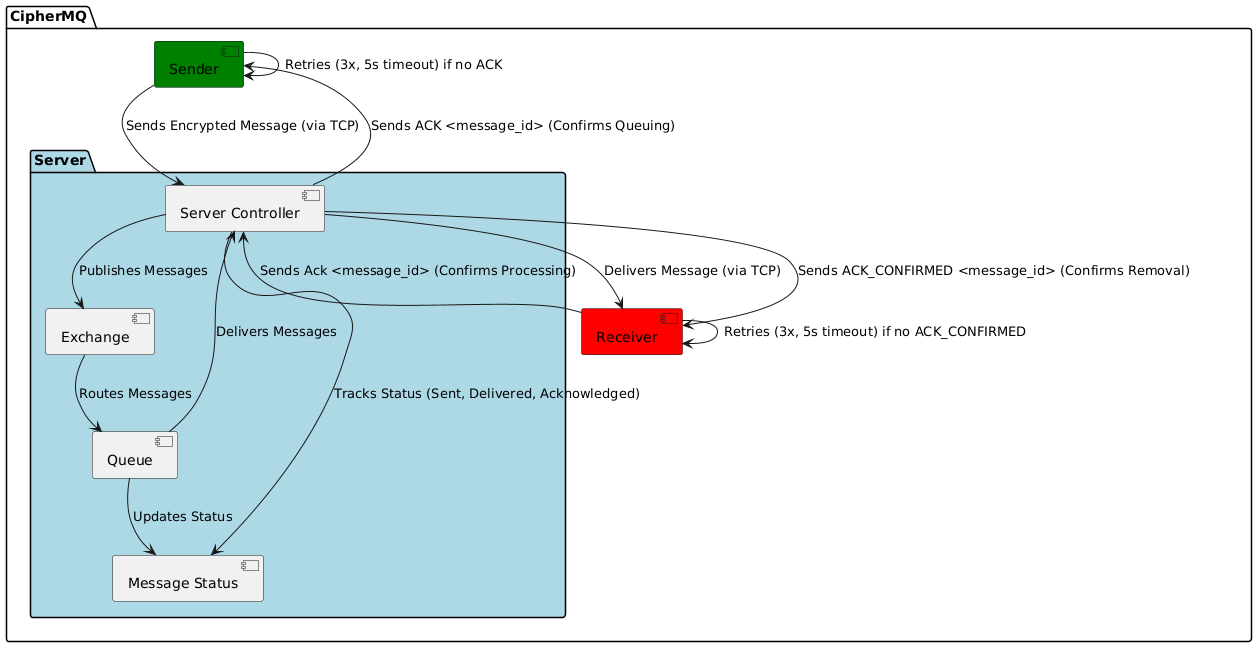 CipherMQ
Sender
Retries (3x, 5s timeout) if no ACK
Sends Encrypted Message (via TCP)
Sends ACK <message_id> (Confirms Queuing)
Server
Server Controller
Publishes Messages
Sends Ack <message_id> (Confirms Processing)
Delivers Message (via TCP)
Sends ACK_CONFIRMED <message_id> (Confirms Removal)
Exchange
Delivers Messages
Receiver
Retries (3x, 5s timeout) if no ACK_CONFIRMED
Routes Messages
Tracks Status (Sent, Delivered, Acknowledged)
Queue
Updates Status
Message Status